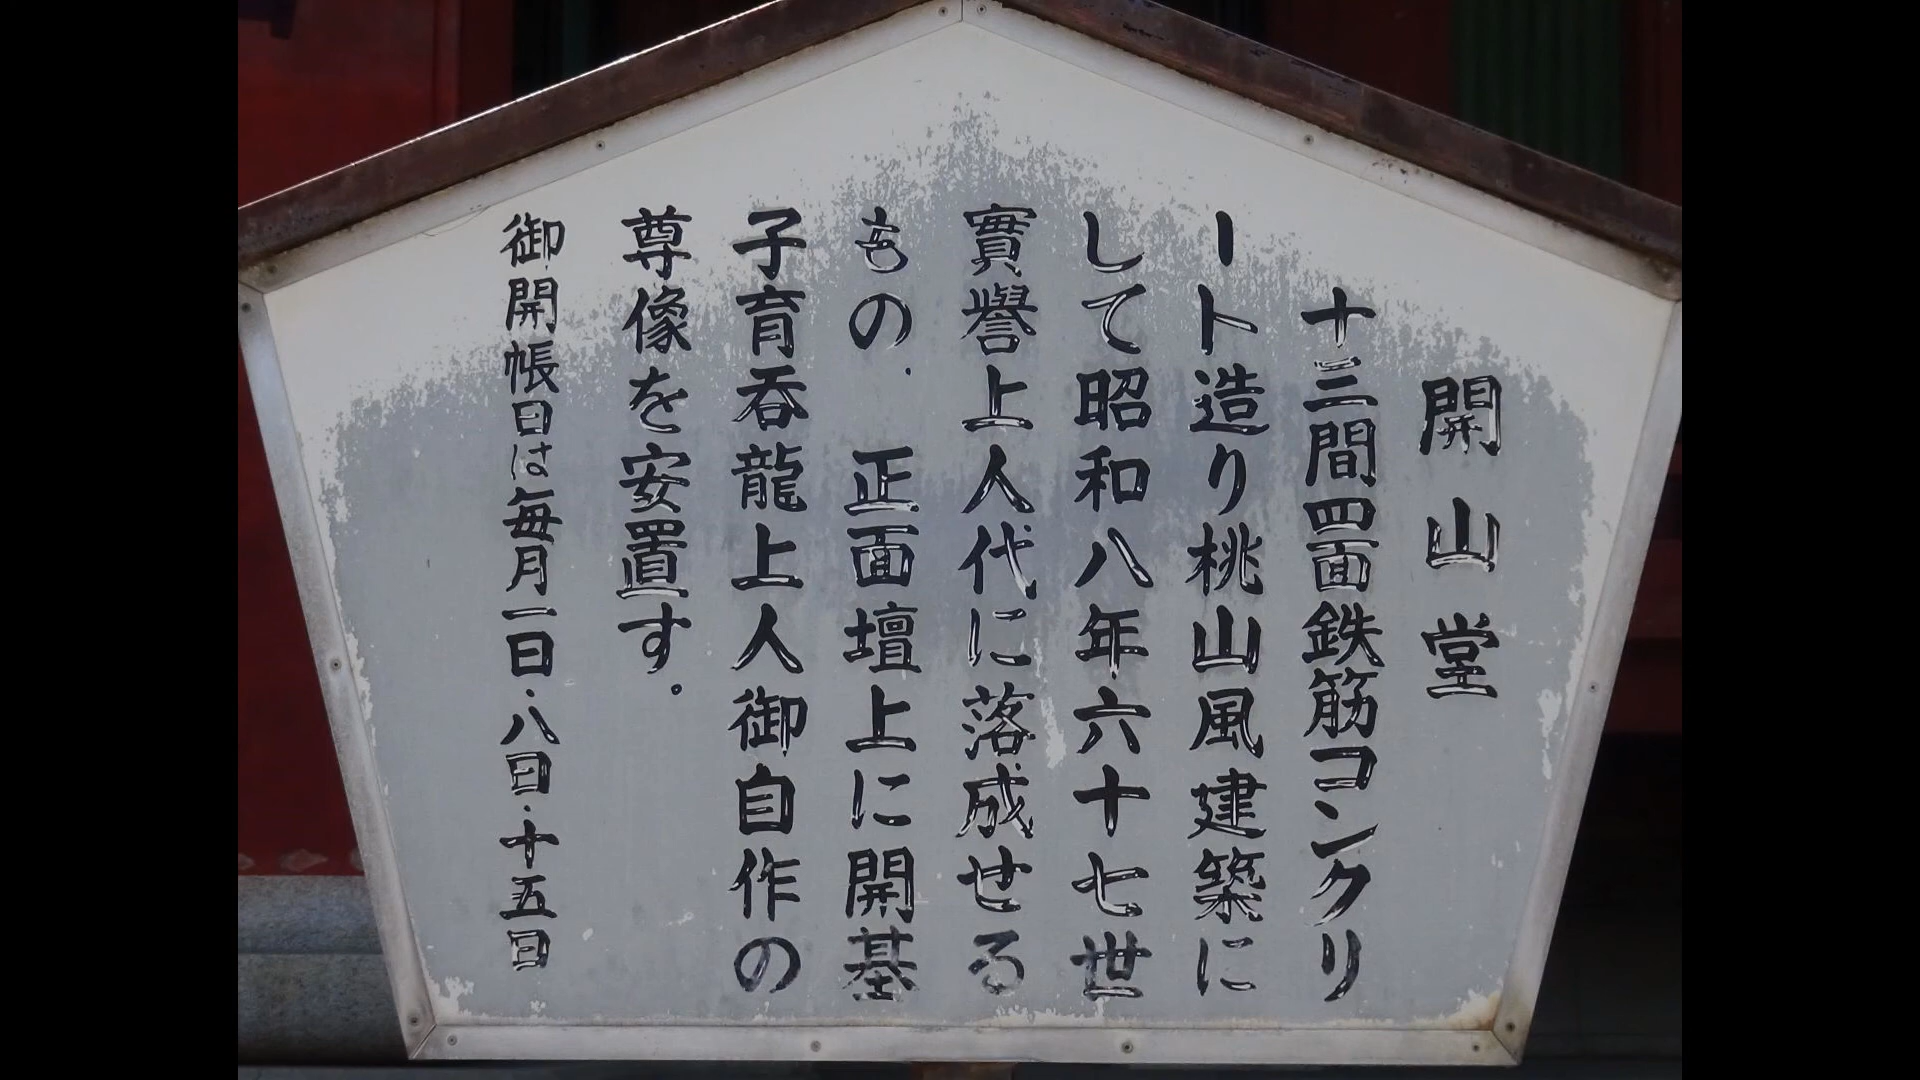 開山堂
十三間四面鉄筋コンクリ
ート造り桃山風建築に
して昭和八年六十七世
實譽上人代に落成せる
もの.正面壇上に開基
子育呑龍上人御自作の
尊像を安置す。
御開帳日は毎月一日・八日・十五日